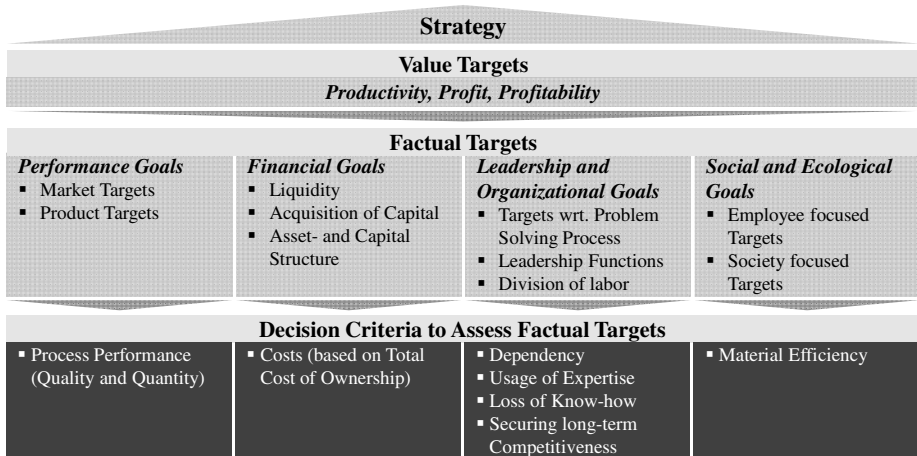 Strategy
Value Targets
Productivity, Profit, Profitability
Factual Targets
Performance Goals
▪ Market Targets
▪ Product Targets
Financial Goals
▪ Liquidity
▪ Acquisition of Capital
▪ Asset- and Capital
Structure
Leadership and
Organizational Goals
▪ Targets wrt. Problem
Solving Process
▪ Leadership Functions
▪ Division of labor
Social and Ecological
Goals
▪ Employee focused
Targets
▪ Society focused
Targets
Decision Criteria to Assess Factual Targets
▪ Process Performance
(Quality and Quantity)
▪ Costs (based on Total
Cost of Ownership)
▪ Dependency
▪ Usage of Expertise
▪ Loss of Know-how
▪ Securing long-term
Competitiveness
▪ Material Efficiency